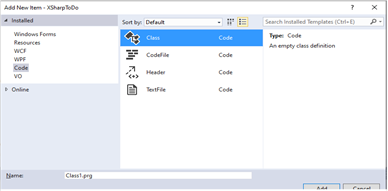 Add New Item - XSharpToDo
Installed
Sort by: Default
Search Installed Templates (Ctrl+E)
Windows Forms
Resources
WCF
WPF
Code
VO
Online
Class Code
CodeFile Code
Header Code
TextFile Code
Type: Code
An empty class definition
Name: Class1.prg
Add Cancel